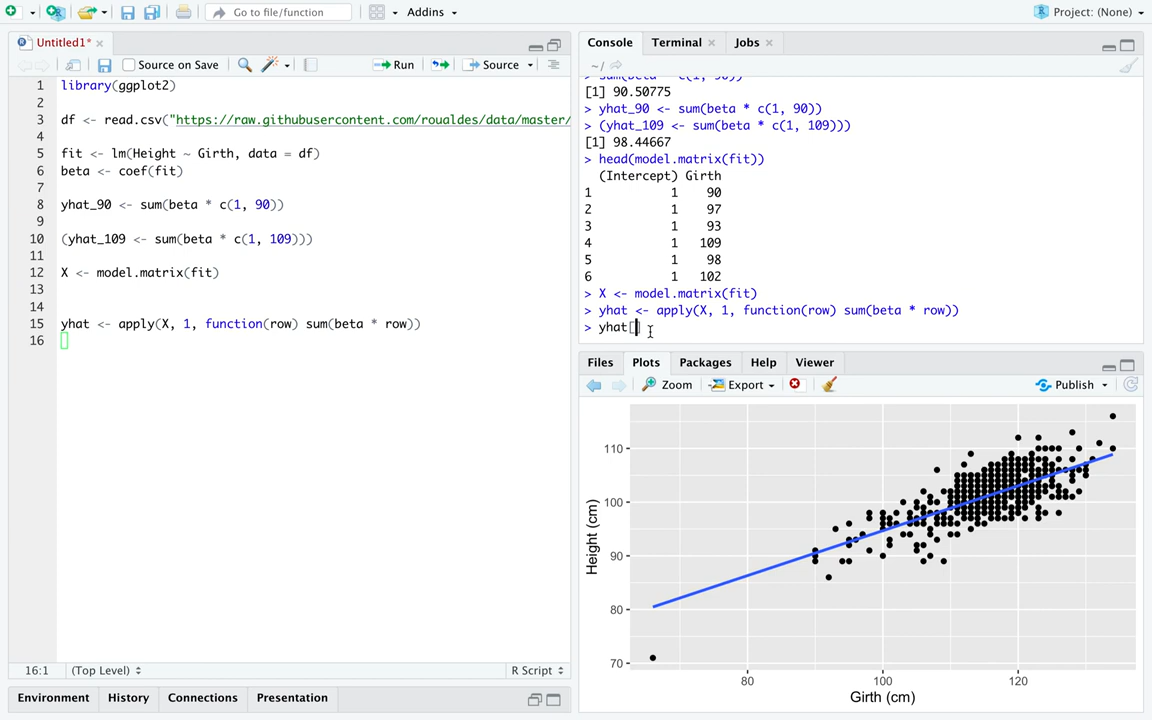 Go to file/function
Addins
Project: (None)
Untitled1*
Source on Save
Run
Source
1 library(ggplot2)
2
3 df <- read.csv("https://raw.githubusercontent.com/roualdes/data/master/
4
5 fit <- lm(Height ~ Girth, data = df)
6 beta <- coef(fit)
7
8 yhat_90 <- sum(beta * c(1, 90))
9
10 (yhat_109 <- sum(beta * c(1, 109)))
11
12 X <- model.matrix(fit)
13
14
15 yhat <- apply(X, 1, function(row) sum(beta * row))
16
16:1 (Top Level) R Script
Environment History Connections Presentation
Console Terminal Jobs
~/
[1] 90.50775
> yhat_90 <- sum(beta * c(1, 90))
> (yhat_109 <- sum(beta * c(1, 109)))
[1] 98.44667
> head(model.matrix(fit))
(Intercept) Girth
1 1 90
2 1 97
3 1 93
4 1 109
5 1 98
6 1 102
> X <- model.matrix(fit)
> yhat <- apply(X, 1, function(row) sum(beta * row))
> yhat[]
Files Plots Packages Help Viewer
Zoom Export Publish
110
100
90
80
70
Height (cm)
80 100 120
Girth (cm)